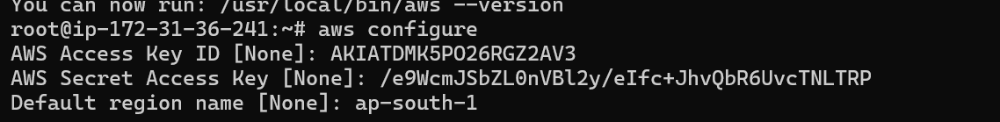 You can now run: /usr/local/bin/aws --version
root@ip-172-31-36-241:~# aws configure
AWS Access Key ID [None]: AKIATDMK5PO26RGZ2AV3
AWS Secret Access Key [None]: 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
Default region name [None]: ap-south-1